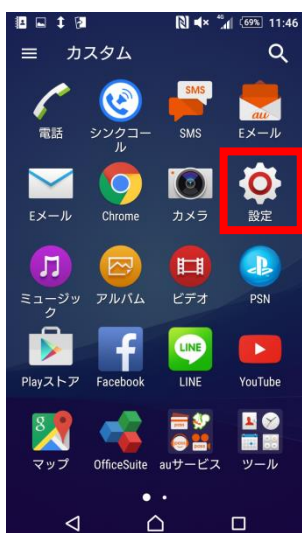 69% 11:46
カスタム
SMS
au
電話 シンクコー
ル SMS Eメール
Eメール Chrome カメラ 設定
ミュージッ
ク アルバム ビデオ PSN
LINE
Playストア Facebook LINE YouTube
マップ OfficeSuite auサービス ツール